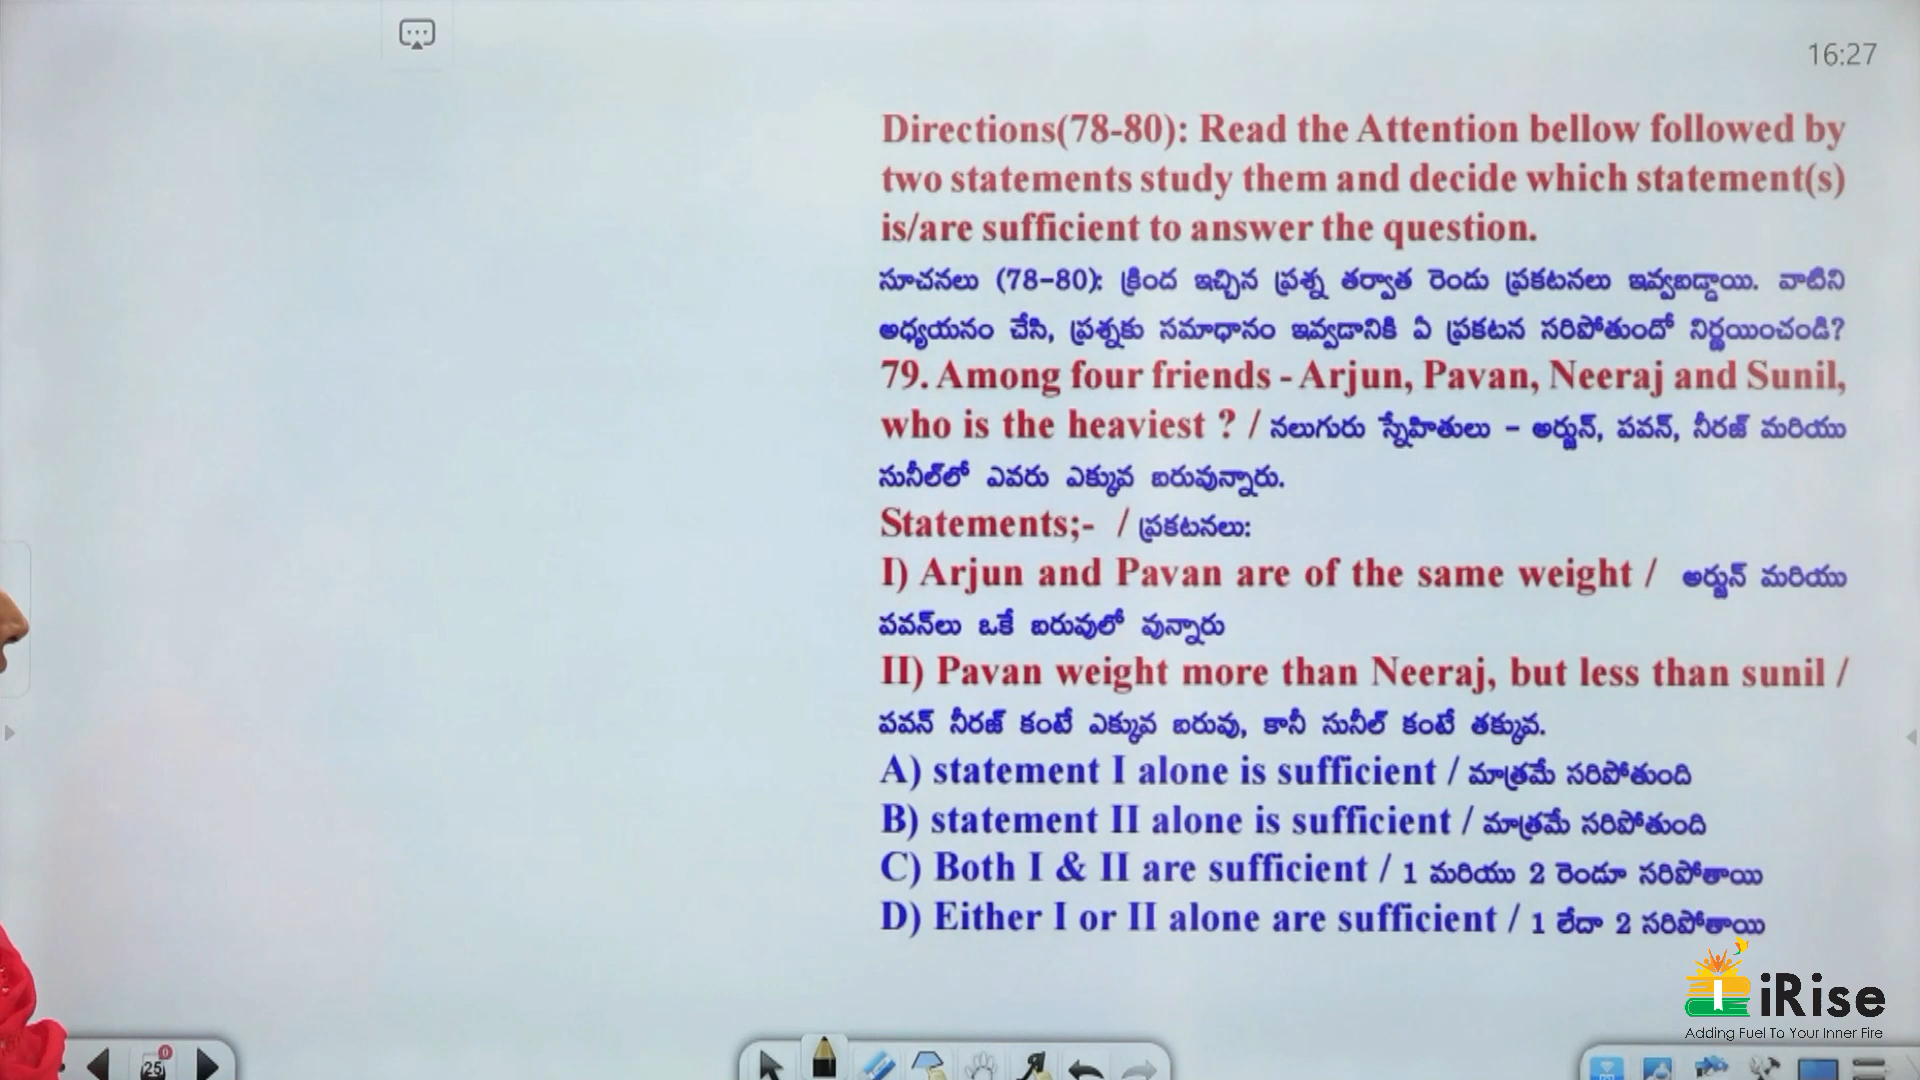 16:27
Directions(78-80): Read the Attention bellow followed by
two statements study them and decide which statement(s)
is/are sufficient to answer the question.
సూచనలు (78-80): క్రింద ఇచ్చిన ప్రశ్న తర్వాత రెండు ప్రకటనలు ఇవ్వబడ్డాయి. వాటిని
అధ్యయనం చేసి, ప్రశ్నకు సమాధానం ఇవ్వడానికి ఏ ప్రకటన సరిపోతుందో నిర్ణయించండి?
79. Among four friends - Arjun, Pavan, Neeraj and Sunil,
who is the heaviest ? / నలుగురు స్నేహితులు - అర్జున్, పవన్, నీరజ్ మరియు
సునీల్‌లో ఎవరు ఎక్కువ బరువున్నారు.
Statements;- / ప్రకటనలు:
I) Arjun and Pavan are of the same weight / అర్జున్ మరియు
పవన్‌లు ఒకే బరువులో వున్నారు
II) Pavan weight more than Neeraj, but less than sunil /
పవన్ నీరజ్ కంటే ఎక్కువ బరువు, కానీ సునీల్ కంటే తక్కువ.
A) statement I alone is sufficient / మాత్రమే సరిపోతుంది
B) statement II alone is sufficient / మాత్రమే సరిపోతుంది
C) Both I & II are sufficient / 1 మరియు 2 రెండూ సరిపోతాయి
D) Either I or II alone are sufficient / 1 లేదా 2 సరిపోతాయి
iRise
Adding Fuel To Your Inner Fire
0
25